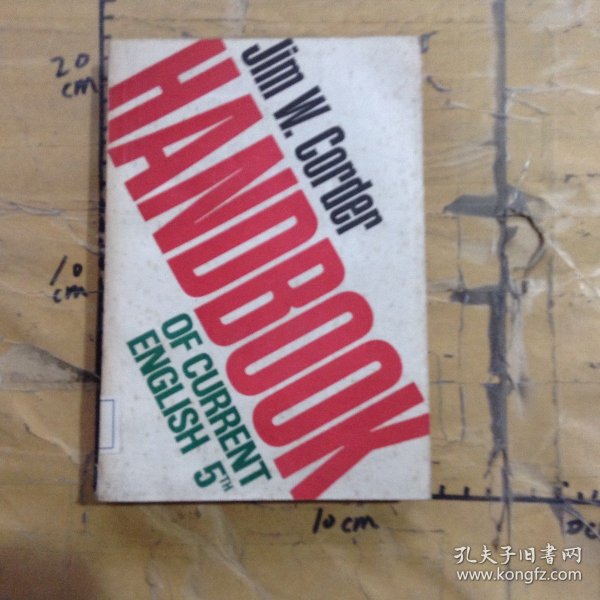 Jim W. Corder
HANDBOOK
OF CURRENT
ENGLISH 5TH
20
cm
10
cm
10 cm
孔夫子旧书网
www.kongfz.com